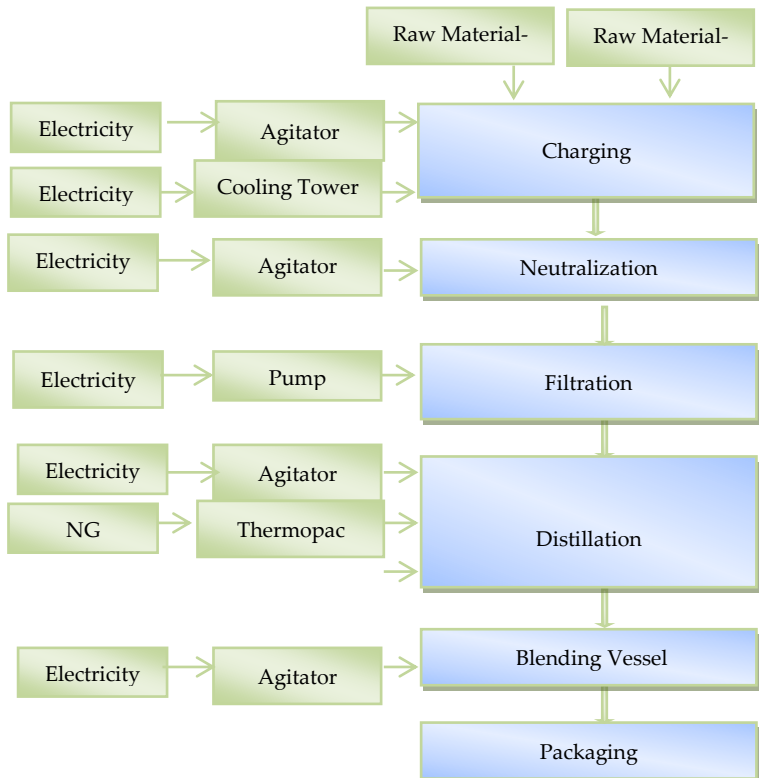 Raw Material-
Raw Material-
Electricity
Agitator
Charging
Electricity
Cooling Tower
Electricity
Agitator
Neutralization
Electricity
Pump
Filtration
Electricity
Agitator
NG
Thermopac
Distillation
Electricity
Agitator
Blending Vessel
Packaging